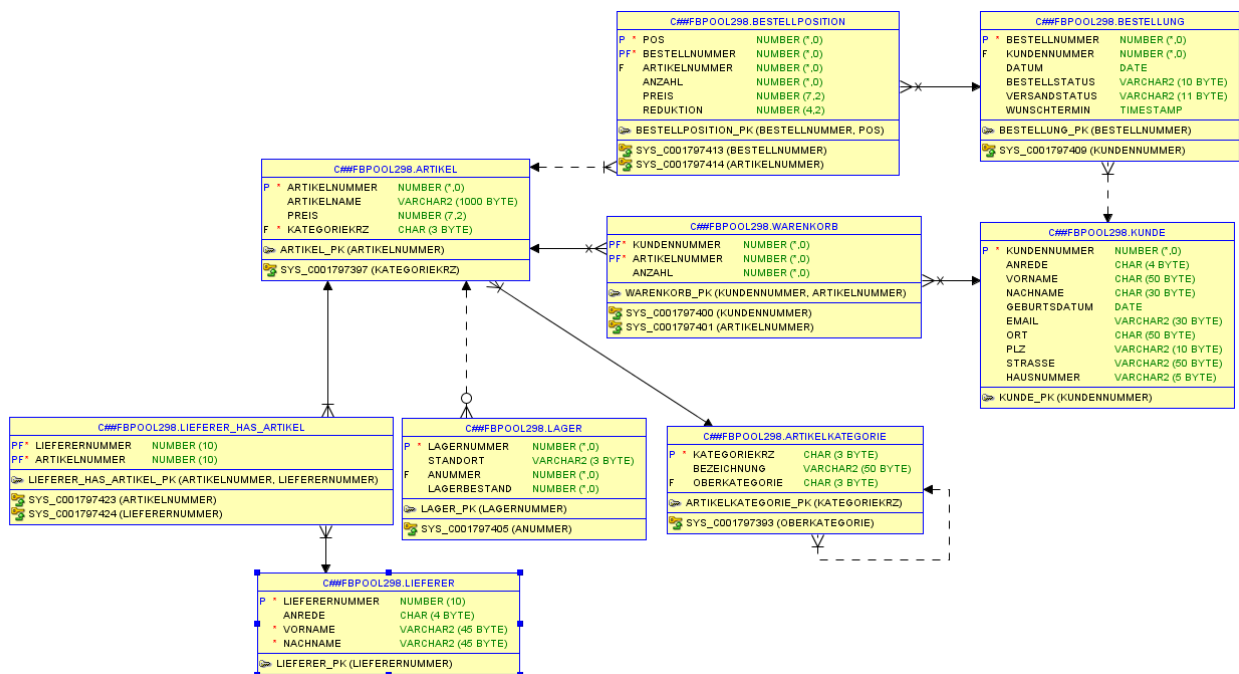 C##FBPOOL298.BESTELLPOSITION
P * POS NUMBER (*,0)
PF* BESTELLNUMMER NUMBER (*,0)
F ARTIKELNUMMER NUMBER (*,0)
ANZAHL NUMBER (*,0)
PREIS NUMBER (7,2)
REDUKTION NUMBER (4,2)
BESTELLPOSITION_PK (BESTELLNUMMER, POS)
SYS_C001797413 (BESTELLNUMMER)
SYS_C001797414 (ARTIKELNUMMER)
C##FBPOOL298.BESTELLUNG
P * BESTELLNUMMER NUMBER (*,0)
F KUNDENNUMMER NUMBER (*,0)
DATUM DATE
BESTELLSTATUS VARCHAR2 (10 BYTE)
VERSANDSTATUS VARCHAR2 (11 BYTE)
WUNSCHTERMIN TIMESTAMP
BESTELLUNG_PK (BESTELLNUMMER)
SYS_C001797409 (KUNDENNUMMER)
C##FBPOOL298.ARTIKEL
P * ARTIKELNUMMER NUMBER (*,0)
ARTIKELNAME VARCHAR2 (1000 BYTE)
PREIS NUMBER (7,2)
F * KATEGORIEKRZ CHAR (3 BYTE)
ARTIKEL_PK (ARTIKELNUMMER)
SYS_C001797397 (KATEGORIEKRZ)
C##FBPOOL298.WARENKORB
PF* KUNDENNUMMER NUMBER (*,0)
PF* ARTIKELNUMMER NUMBER (*,0)
ANZAHL NUMBER (*,0)
WARENKORB_PK (KUNDENNUMMER, ARTIKELNUMMER)
SYS_C001797400 (KUNDENNUMMER)
SYS_C001797401 (ARTIKELNUMMER)
C##FBPOOL298.KUNDE
P * KUNDENNUMMER NUMBER (*,0)
ANREDE CHAR (4 BYTE)
VORNAME CHAR (50 BYTE)
NACHNAME CHAR (30 BYTE)
GEBURTSDATUM DATE
EMAIL VARCHAR2 (30 BYTE)
ORT CHAR (50 BYTE)
PLZ VARCHAR2 (10 BYTE)
STRASSE VARCHAR2 (50 BYTE)
HAUSNUMMER VARCHAR2 (5 BYTE)
KUNDE_PK (KUNDENNUMMER)
C##FBPOOL298.LIEFERER_HAS_ARTIKEL
PF* LIEFERERNUMMER NUMBER (10)
PF* ARTIKELNUMMER NUMBER (10)
LIEFERER_HAS_ARTIKEL_PK (ARTIKELNUMMER, LIEFERERNUMMER)
SYS_C001797423 (ARTIKELNUMMER)
SYS_C001797424 (LIEFERERNUMMER)
C##FBPOOL298.LAGER
P * LAGERNUMMER NUMBER (*,0)
STANDORT VARCHAR2 (3 BYTE)
F ANUMMER NUMBER (*,0)
LAGERBESTAND NUMBER (*,0)
LAGER_PK (LAGERNUMMER)
SYS_C001797405 (ANUMMER)
C##FBPOOL298.ARTIKELKATEGORIE
P * KATEGORIEKRZ CHAR (3 BYTE)
BEZEICHNUNG VARCHAR2 (50 BYTE)
F OBERKATEGORIE CHAR (3 BYTE)
ARTIKELKATEGORIE_PK (KATEGORIEKRZ)
SYS_C001797393 (OBERKATEGORIE)
C##FBPOOL298.LIEFERER
P * LIEFERERNUMMER NUMBER (10)
ANREDE CHAR (4 BYTE)
* VORNAME VARCHAR2 (45 BYTE)
* NACHNAME VARCHAR2 (45 BYTE)
LIEFERER_PK (LIEFERERNUMMER)